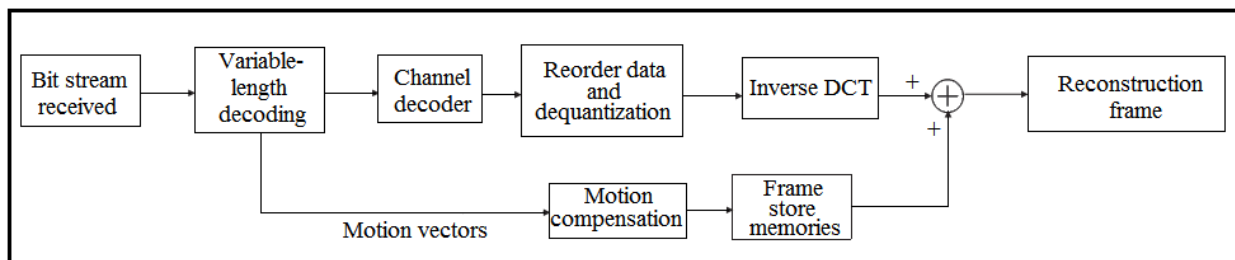 Bit stream
received
Variable-
length
decoding
Channel
decoder
Reorder data
and
dequantization
Inverse DCT
+
+
Reconstruction
frame
Motion vectors
Motion
compensation
Frame
store
memories